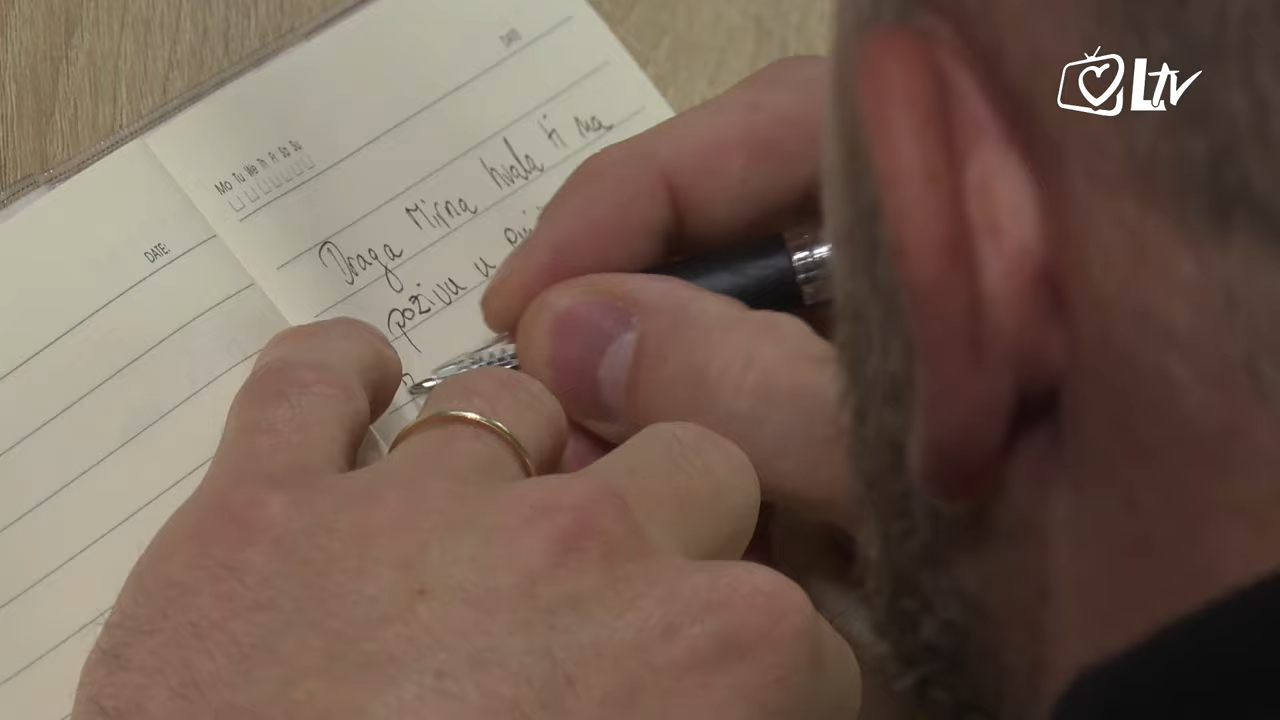 LTV
DATE
Mo Tu We Th Fr Sa Su
DATE:
Draga Mirna hvala ti na
pozivu u